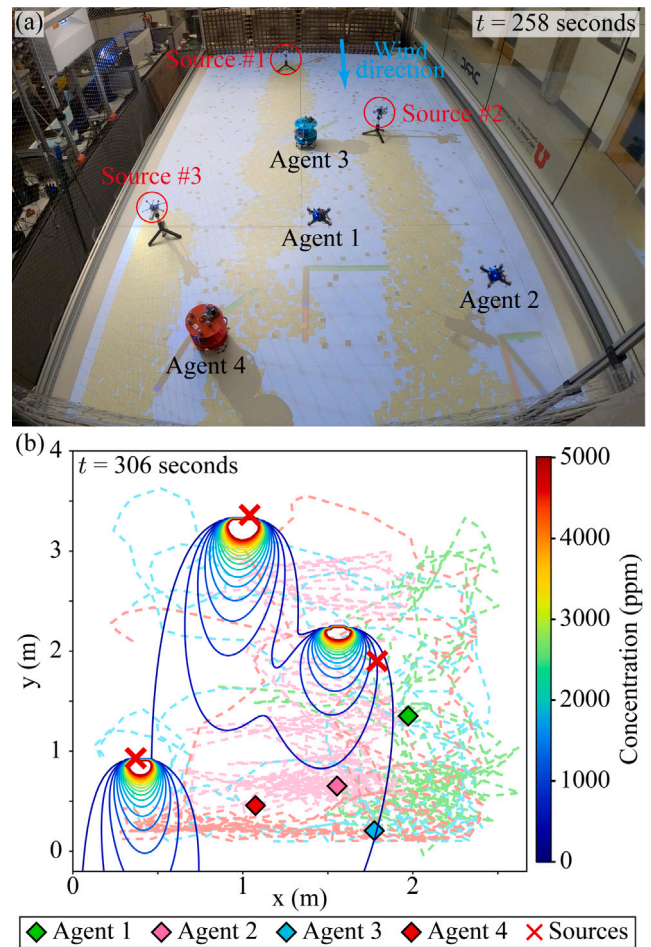 (a)
t = 258 seconds
Source #1
Wind
direction
Source #2
Agent 3
Source #3
Agent 1
Agent 2
Agent 4
DARC
U
(b)
t = 306 seconds
4
3
2
1
0
y (m)
0
1
2
x (m)
5000
4000
3000
2000
1000
0
Concentration (ppm)
Agent 1
Agent 2
Agent 3
Agent 4
Sources